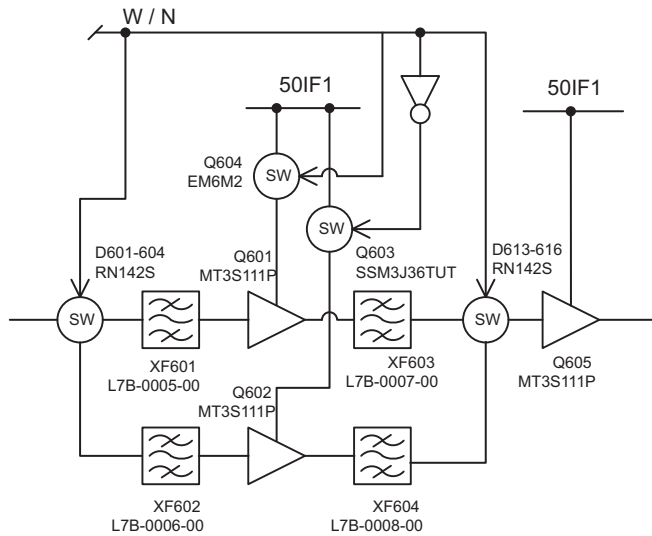 W / N
50IF1
50IF1
Q604
EM6M2
SW
SW
D601-604
RN142S
Q601
MT3S111P
Q603
SSM3J36TUT
D613-616
RN142S
SW
SW
XF601
L7B-0005-00
Q602
MT3S111P
XF603
L7B-0007-00
Q605
MT3S111P
XF602
L7B-0006-00
XF604
L7B-0008-00